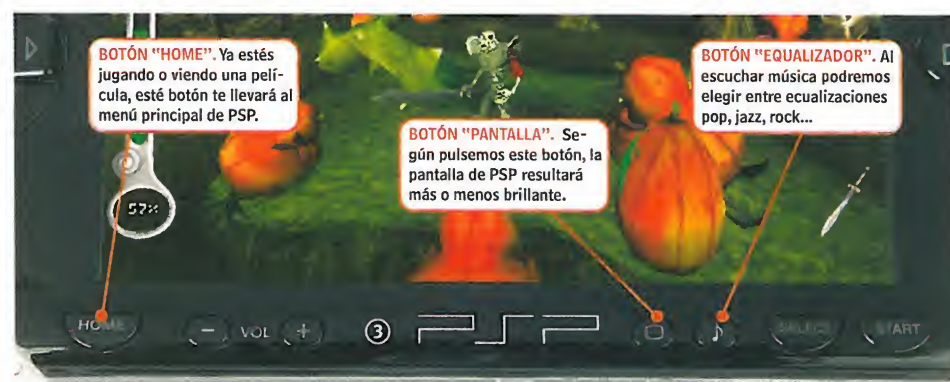 BOTÓN "HOME". Ya estés
jugando o viendo una pelí-
cula, esté botón te llevará al
menú principal de PSP.
BOTÓN "PANTALLA". Se-
gún pulsemos este botón, la
pantalla de PSP resultará
más o menos brillante.
BOTÓN "EQUALIZADOR". Al
escuchar música podremos
elegir entre ecualizaciones
pop, jazz, rock...
57%
HOME
- VOL +
3
PSP
SELECT
START